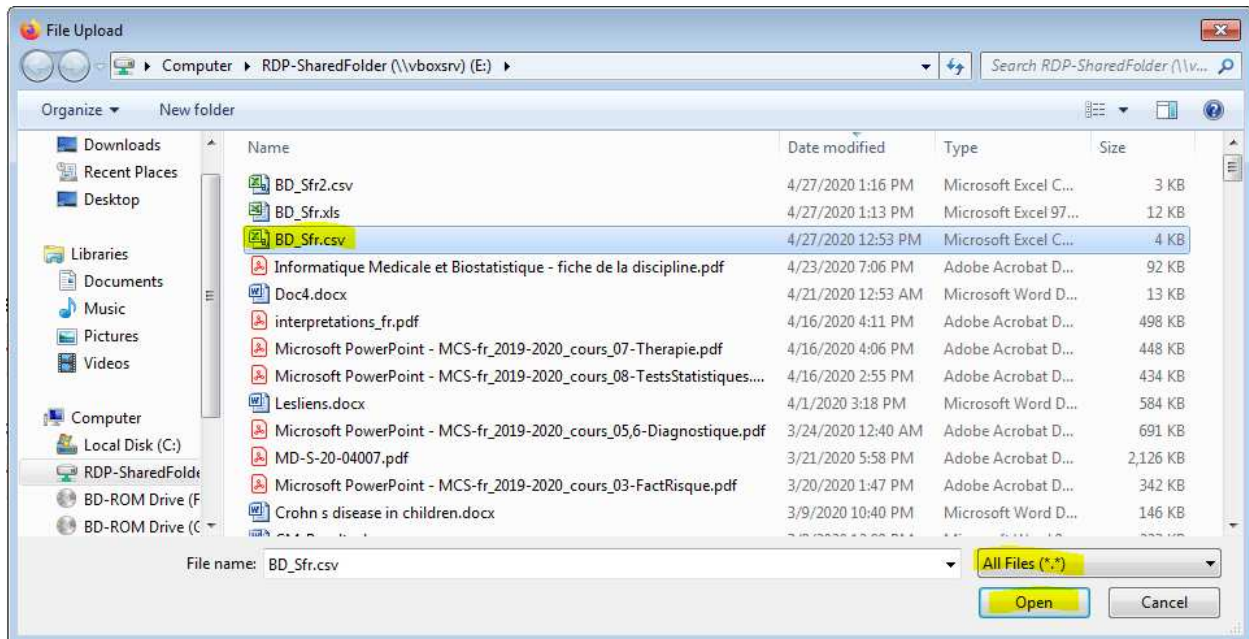 File Upload
Computer RDP-SharedFolder (\\vboxsrv) (E:) Search RDP-SharedFolder (\\v...
Organize New folder
Downloads
Recent Places
Desktop
Libraries
Documents
Music
Pictures
Videos
Computer
Local Disk (C:)
RDP-SharedFolde
BD-ROM Drive (F
BD-ROM Drive (
Name Date modified Type Size
BD_Sfr2.csv 4/27/2020 1:16 PM Microsoft Excel C... 3 KB
BD_Sfr.xls 4/27/2020 1:13 PM Microsoft Excel 97... 12 KB
BD_Sfr.csv 4/27/2020 12:53 PM Microsoft Excel C... 4 KB
Informatique Medicale et Biostatistique - fiche de la discipline.pdf 4/23/2020 7:06 PM Adobe Acrobat D... 92 KB
Doc4.docx 4/21/2020 12:53 AM Microsoft Word D... 13 KB
interpretations_fr.pdf 4/16/2020 4:11 PM Adobe Acrobat D... 498 KB
Microsoft PowerPoint - MCS-fr_2019-2020_cours_07-Therapie.pdf 4/16/2020 4:06 PM Adobe Acrobat D... 448 KB
Microsoft PowerPoint - MCS-fr_2019-2020_cours_08-TestsStatistiques.... 4/16/2020 2:55 PM Adobe Acrobat D... 434 KB
Lesliens.docx 4/1/2020 3:18 PM Microsoft Word D... 584 KB
Microsoft PowerPoint - MCS-fr_2019-2020_cours_05,6-Diagnostique.pdf 3/24/2020 12:40 AM Adobe Acrobat D... 691 KB
MD-S-20-04007.pdf 3/21/2020 5:58 PM Adobe Acrobat D... 2,126 KB
Microsoft PowerPoint - MCS-fr_2019-2020_cours_03-FactRisque.pdf 3/20/2020 1:47 PM Adobe Acrobat D... 342 KB
Crohn s disease in children.docx 3/9/2020 10:40 PM Microsoft Word D... 146 KB
File name: BD_Sfr.csv All Files (*.*)
Open Cancel